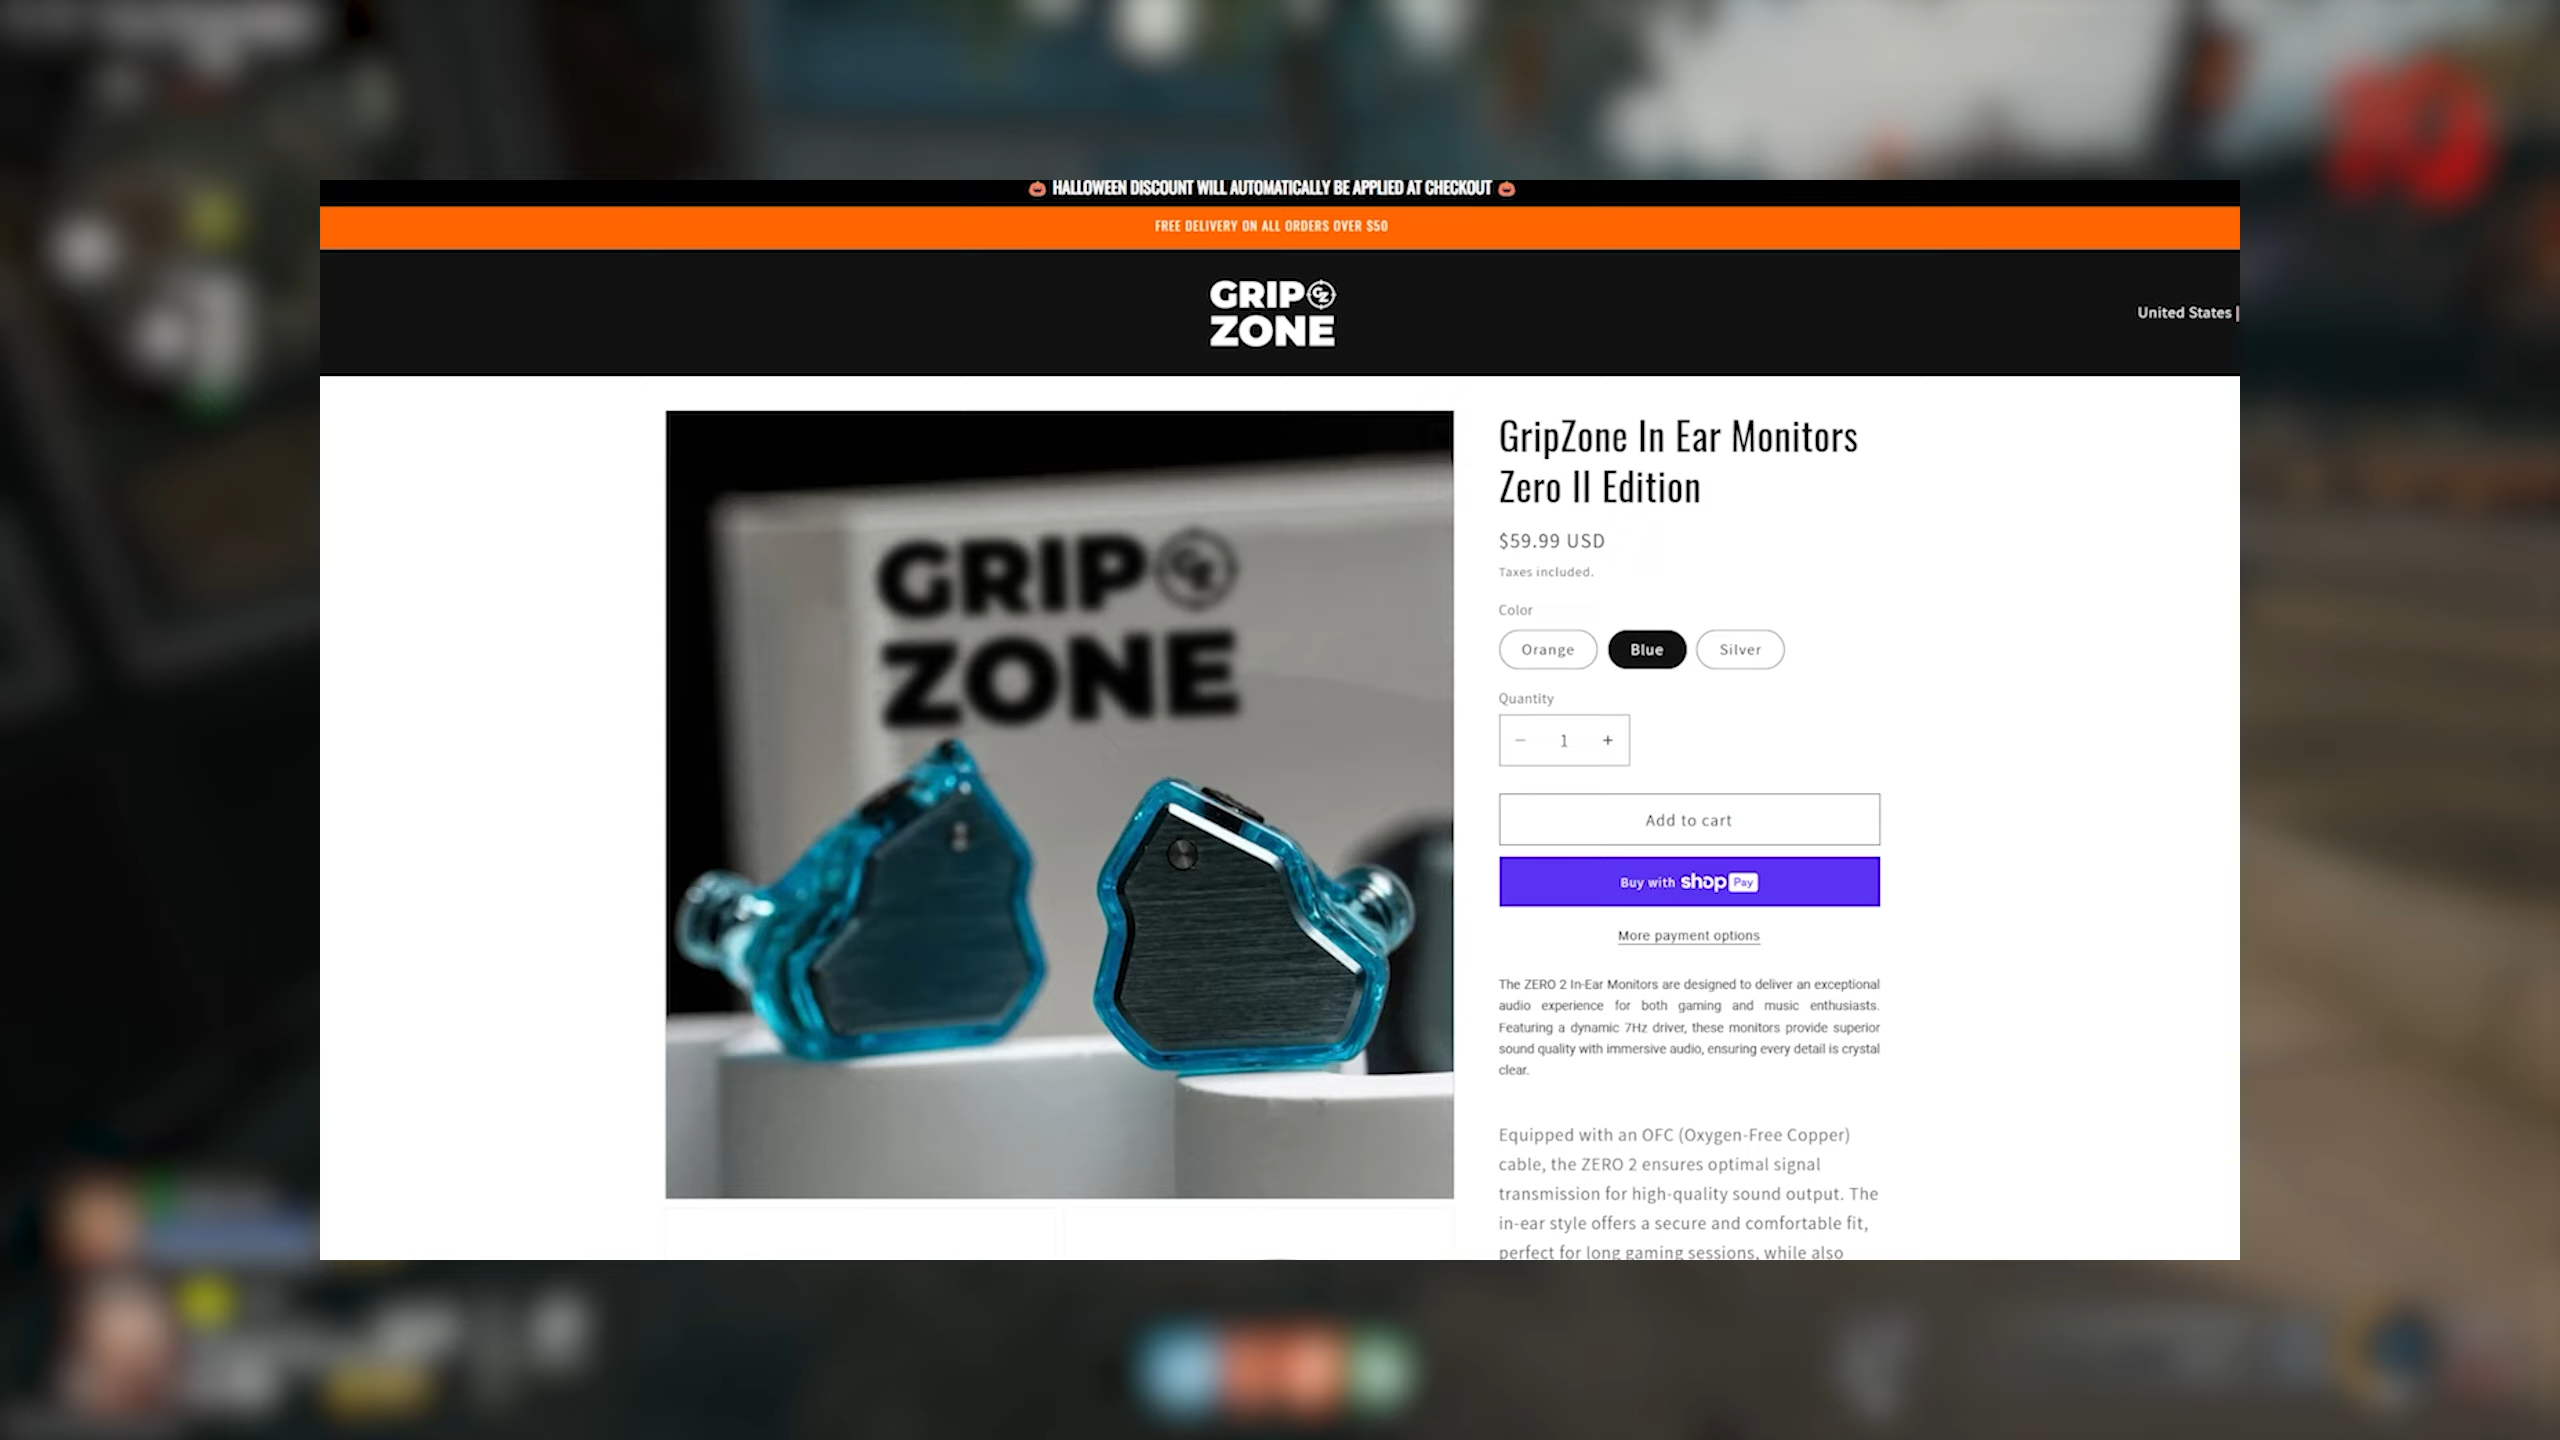 🎃 HALLOWEEN DISCOUNT WILL AUTOMATICALLY BE APPLIED AT CHECKOUT 🎃
FREE DELIVERY ON ALL ORDERS OVER $50
GRIP GZ
ZONE
United States |
GRIP GZ
ZONE
GripZone In Ear Monitors
Zero II Edition
$59.99 USD
Taxes included.
Color
Orange
Blue
Silver
Quantity
− 1 +
Add to cart
Buy with shop Pay
More payment options
The ZERO 2 In-Ear Monitors are designed to deliver an exceptional
audio experience for both gaming and music enthusiasts.
Featuring a dynamic 7Hz driver, these monitors provide superior
sound quality with immersive audio, ensuring every detail is crystal
clear.
Equipped with an OFC (Oxygen-Free Copper)
cable, the ZERO 2 ensures optimal signal
transmission for high-quality sound output. The
in-ear style offers a secure and comfortable fit,
perfect for long gaming sessions, while also